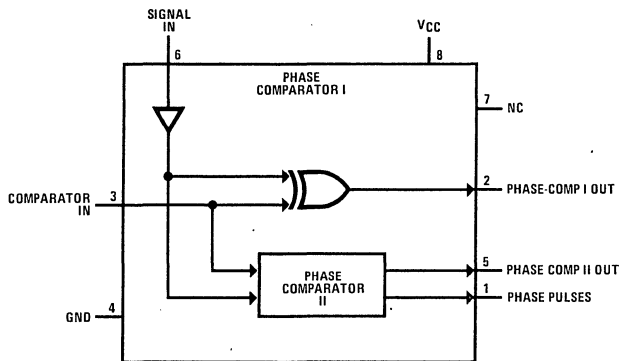 SIGNAL
IN
6
VCC
8
PHASE
COMPARATOR I
7
NC
2
PHASE-COMP I OUT
COMPARATOR
IN
3
5
PHASE COMP II OUT
PHASE
COMPARATOR
II
1
PHASE PULSES
GND
4